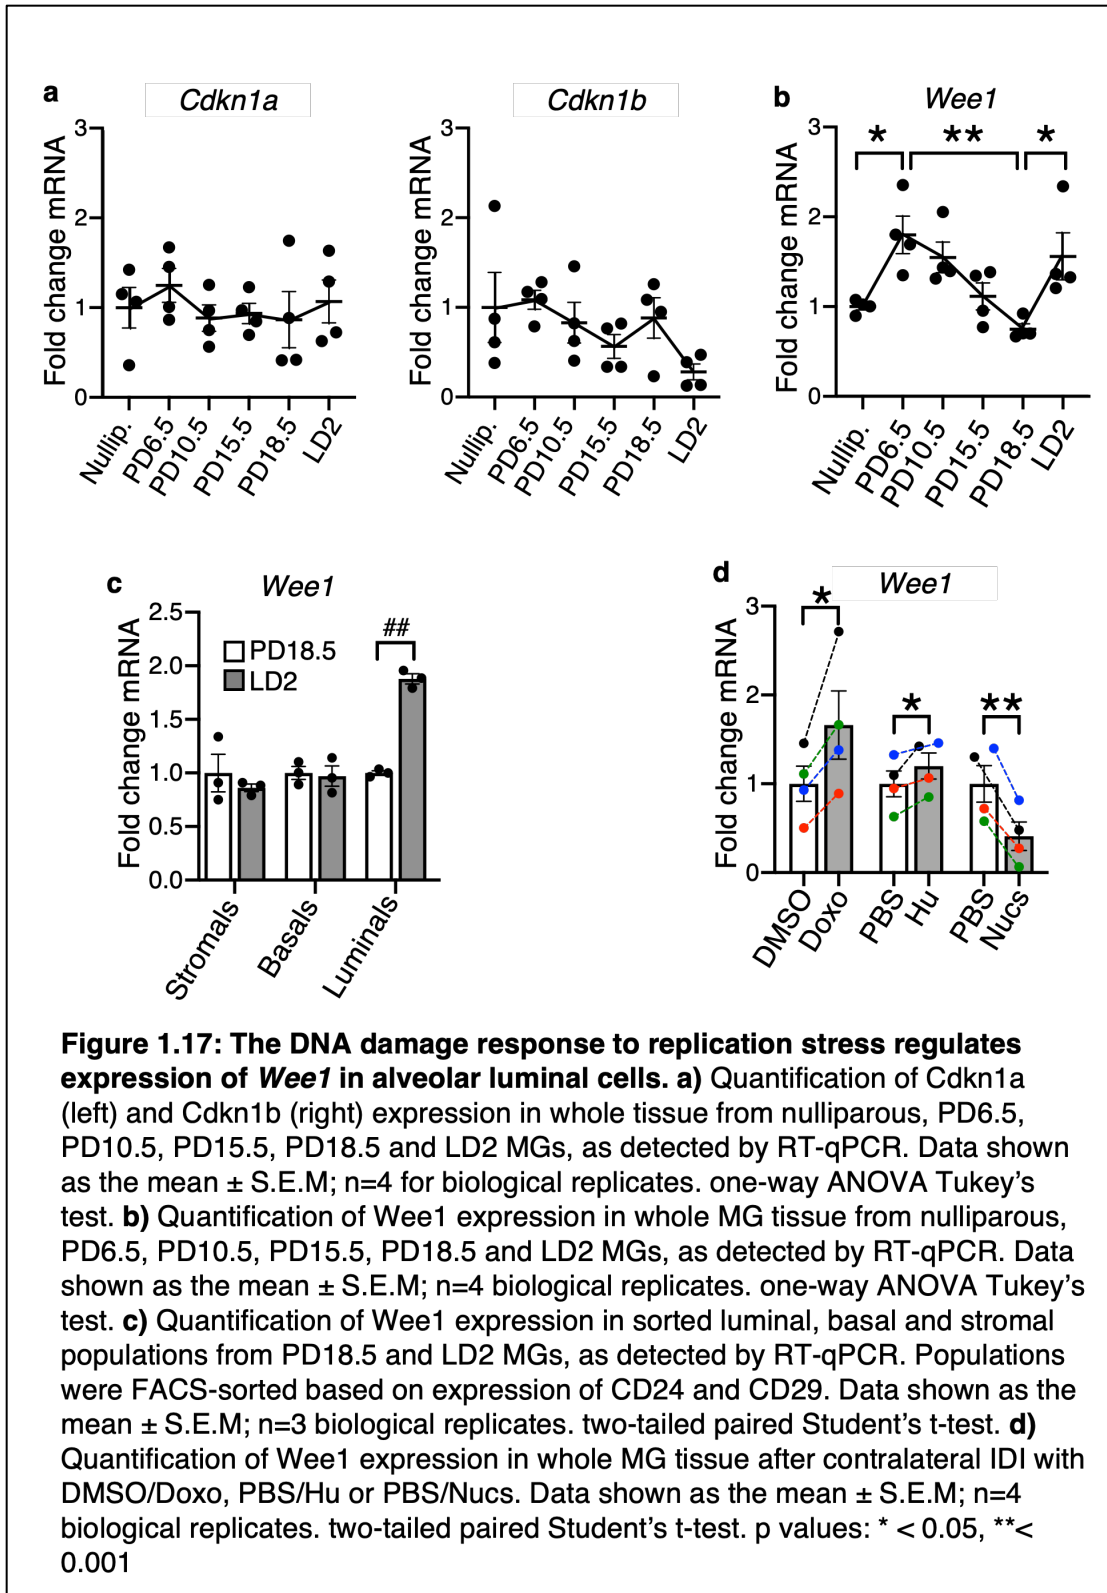 a
Cdkn1a
Fold change mRNA
3
2
1
0
Nullip.
PD6.5
PD10.5
PD15.5
PD18.5
LD2
Cdkn1b
Fold change mRNA
3
2
1
0
Nullip.
PD6.5
PD10.5
PD15.5
PD18.5
LD2
b
Wee1
Fold change mRNA
3
2
1
0
* ** *
Nullip.
PD6.5
PD10.5
PD15.5
PD18.5
LD2
c
Wee1
Fold change mRNA
2.5
2.0
1.5
1.0
0.5
0.0
PD18.5
LD2
##
Stromals
Basals
Luminals
d
Wee1
Fold change mRNA
3
2
1
0
* * **
DMSO
Doxo
PBS
Hu
PBS
Nucs
Figure 1.17: The DNA damage response to replication stress regulates
expression of Wee1 in alveolar luminal cells. a) Quantification of Cdkn1a
(left) and Cdkn1b (right) expression in whole tissue from nulliparous, PD6.5,
PD10.5, PD15.5, PD18.5 and LD2 MGs, as detected by RT-qPCR. Data shown
as the mean ± S.E.M; n=4 for biological replicates. one-way ANOVA Tukey's
test. b) Quantification of Wee1 expression in whole MG tissue from nulliparous,
PD6.5, PD10.5, PD15.5, PD18.5 and LD2 MGs, as detected by RT-qPCR. Data
shown as the mean ± S.E.M; n=4 biological replicates. one-way ANOVA Tukey's
test. c) Quantification of Wee1 expression in sorted luminal, basal and stromal
populations from PD18.5 and LD2 MGs, as detected by RT-qPCR. Populations
were FACS-sorted based on expression of CD24 and CD29. Data shown as the
mean ± S.E.M; n=3 biological replicates. two-tailed paired Student's t-test. d)
Quantification of Wee1 expression in whole MG tissue after contralateral IDI with
DMSO/Doxo, PBS/Hu or PBS/Nucs. Data shown as the mean ± S.E.M; n=4
biological replicates. two-tailed paired Student's t-test. p values: * < 0.05, **<
0.001